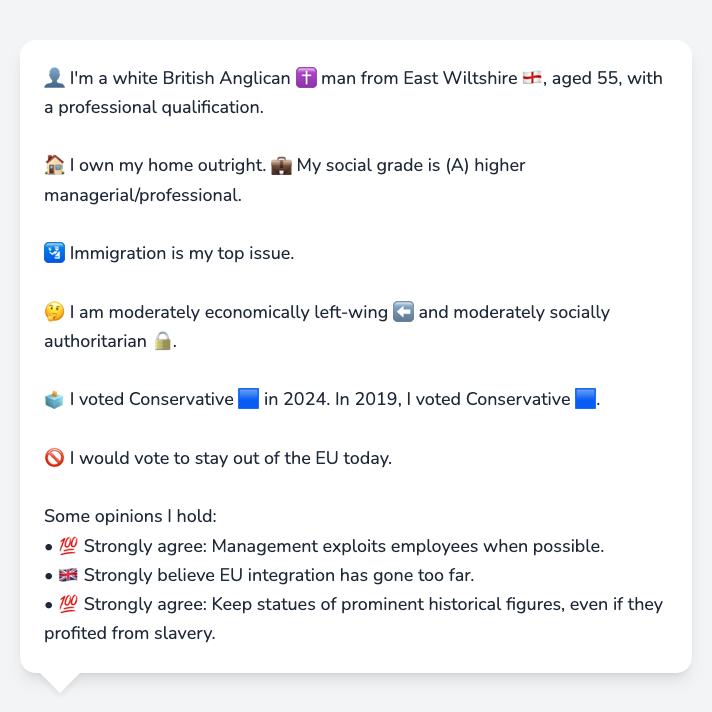 👤 I'm a white British Anglican ✝️ man from East Wiltshire 🏴󠁧󠁢󠁥󠁮󠁧󠁿, aged 55, with
a professional qualification.
🏠 I own my home outright. 💼 My social grade is (A) higher
managerial/professional.
🛂 Immigration is my top issue.
🤔 I am moderately economically left-wing ⬅️ and moderately socially
authoritarian 🔒.
🗳️ I voted Conservative 🟦 in 2024. In 2019, I voted Conservative 🟦.
🚫 I would vote to stay out of the EU today.
Some opinions I hold:
• 💯 Strongly agree: Management exploits employees when possible.
• 🇬🇧 Strongly believe EU integration has gone too far.
• 💯 Strongly agree: Keep statues of prominent historical figures, even if they
profited from slavery.